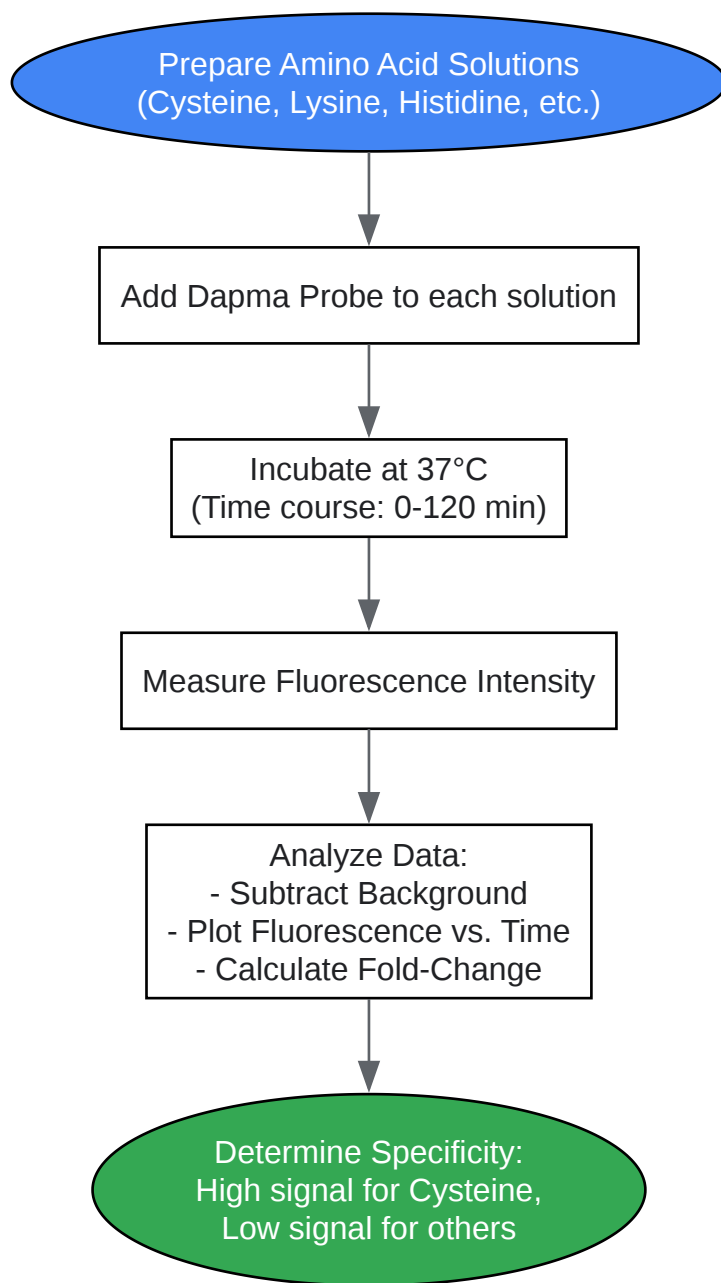 Prepare Amino Acid Solutions
(Cysteine, Lysine, Histidine, etc.)
Add Dapma Probe to each solution
Incubate at 37°C
(Time course: 0-120 min)
Measure Fluorescence Intensity
Analyze Data:
- Subtract Background
- Plot Fluorescence vs. Time
- Calculate Fold-Change
Determine Specificity:
High signal for Cysteine,
Low signal for others